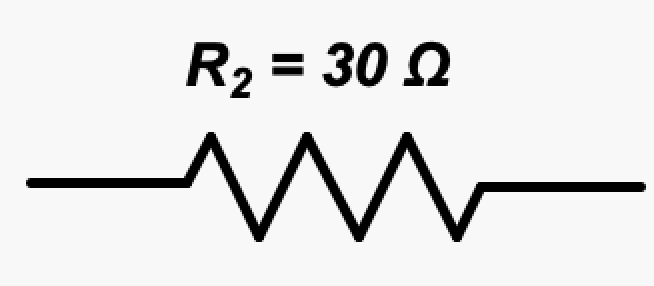 R₂ = 30 Ω